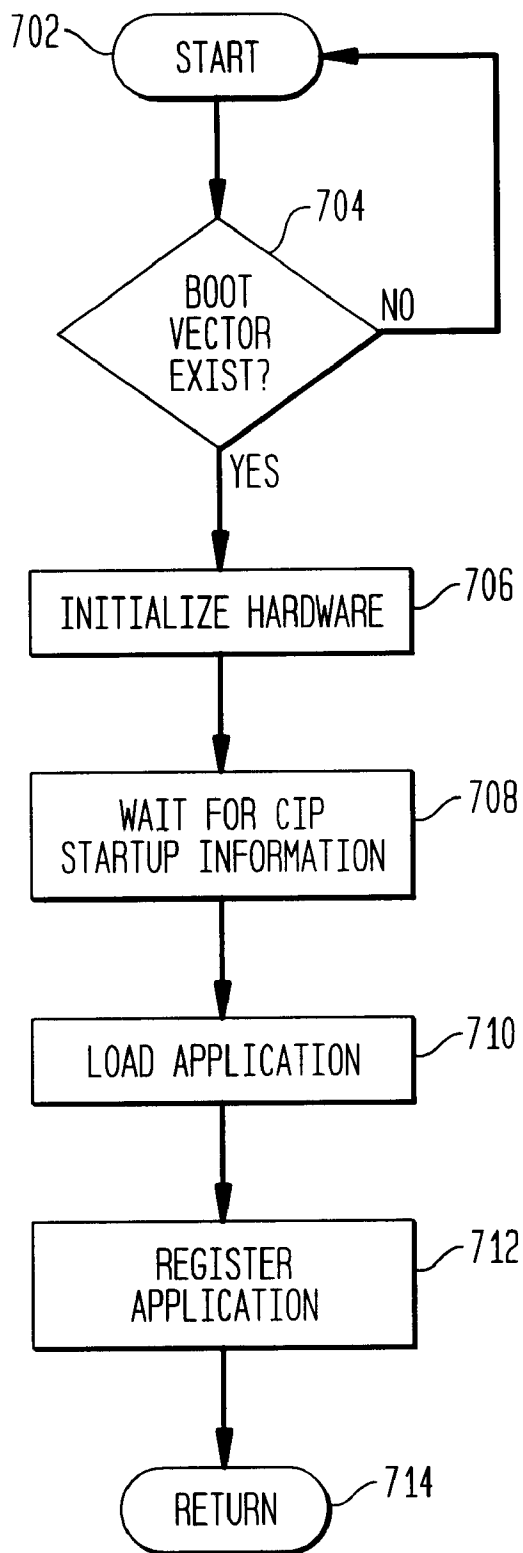 702
START
704
BOOT
VECTOR
EXIST?
NO
YES
INITIALIZE HARDWARE
706
WAIT FOR CIP
STARTUP INFORMATION
708
LOAD APPLICATION
710
REGISTER
APPLICATION
712
RETURN
714